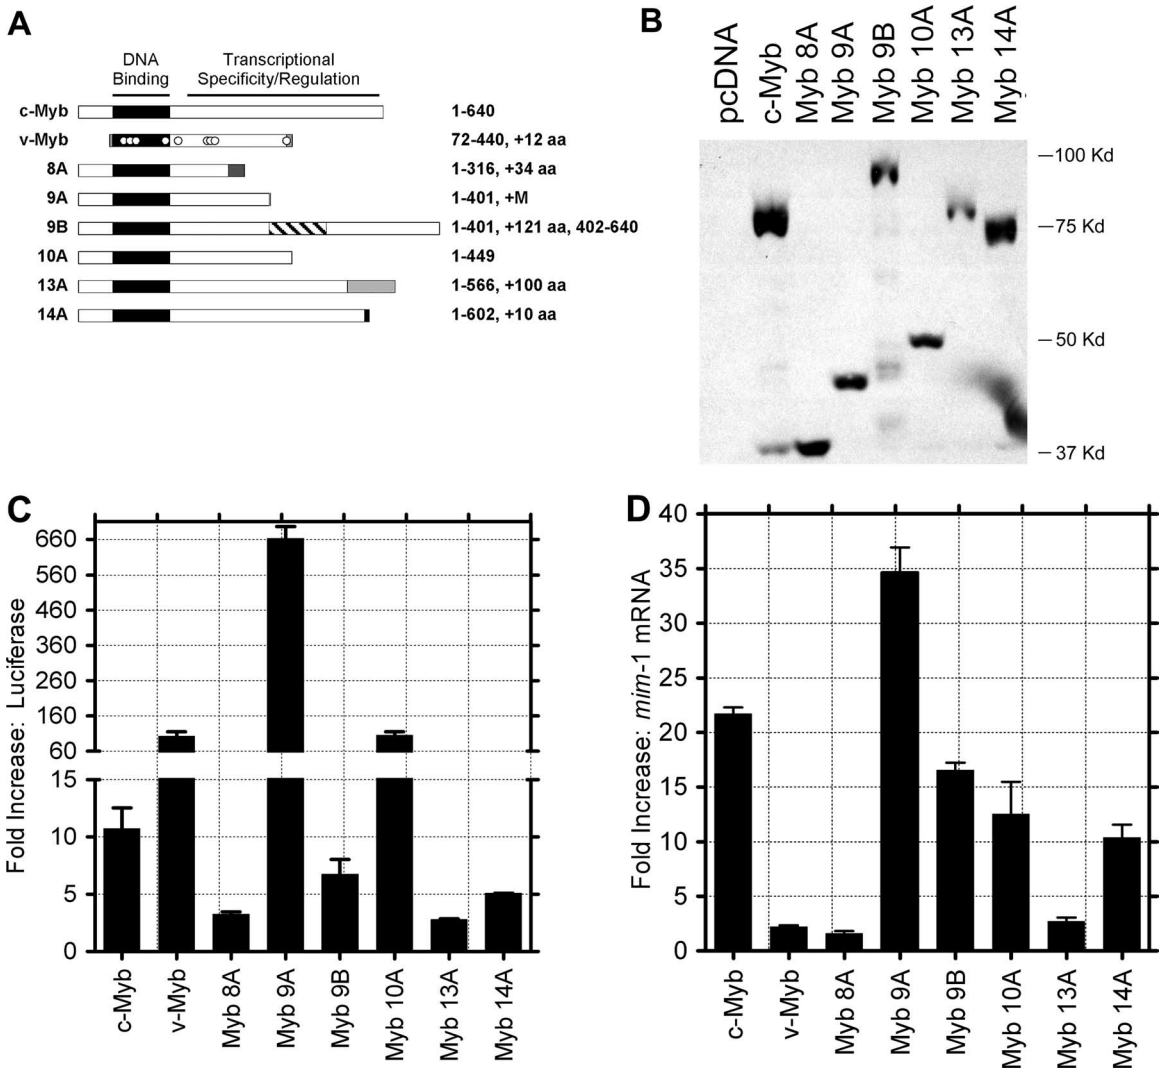 A
DNA
Binding
Transcriptional
Specificity/Regulation
c-Myb
1-640
v-Myb
72-440, +12 aa
8A
1-316, +34 aa
9A
1-401, +M
9B
1-401, +121 aa, 402-640
10A
1-449
13A
1-566, +100 aa
14A
1-602, +10 aa
B
pcDNA
c-Myb
Myb 8A
Myb 9A
Myb 9B
Myb 10A
Myb 13A
Myb 14A
100 Kd
75 Kd
50 Kd
37 Kd
C
Fold Increase: Luciferase
660
560
460
360
260
160
60
15
10
5
0
c-Myb
v-Myb
Myb 8A
Myb 9A
Myb 9B
Myb 10A
Myb 13A
Myb 14A
D
Fold Increase: mim-1 mRNA
40
35
30
25
20
15
10
5
0
c-Myb
v-Myb
Myb 8A
Myb 9A
Myb 9B
Myb 10A
Myb 13A
Myb 14A